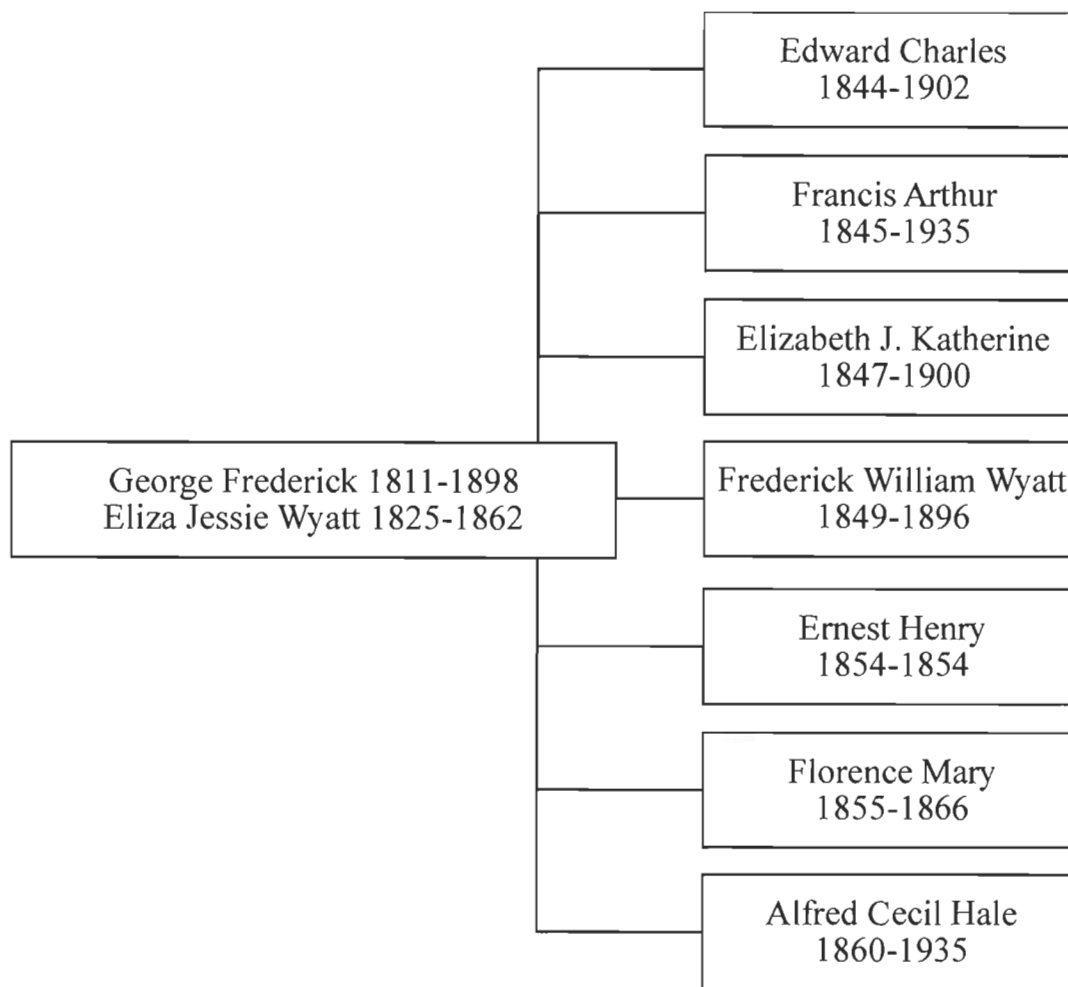 Edward Charles
1844-1902
Francis Arthur
1845-1935
Elizabeth J. Katherine
1847-1900
George Frederick 1811-1898
Eliza Jessie Wyatt 1825-1862
Frederick William Wyatt
1849-1896
Ernest Henry
1854-1854
Florence Mary
1855-1866
Alfred Cecil Hale
1860-1935